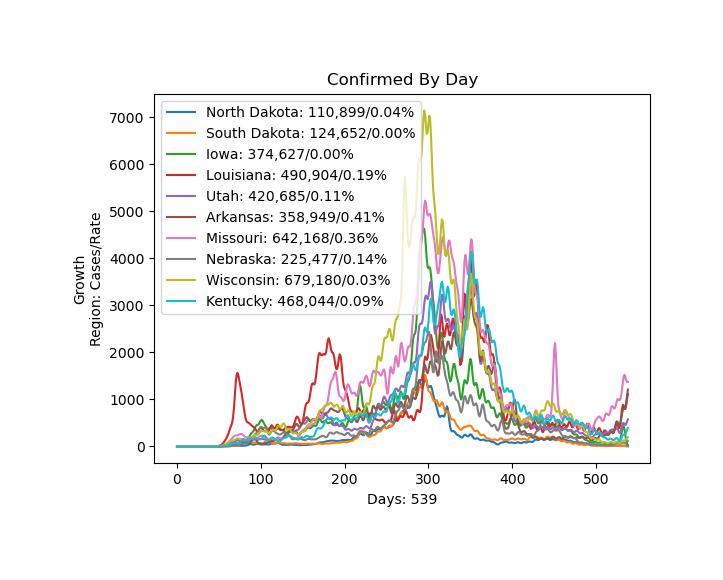 Confirmed By Day
7000
6000
5000
4000
3000
2000
1000
0
Growth
Region: Cases/Rate
North Dakota: 110,899/0.04%
South Dakota: 124,652/0.00%
Iowa: 374,627/0.00%
Louisiana: 490,904/0.19%
Utah: 420,685/0.11%
Arkansas: 358,949/0.41%
Missouri: 642,168/0.36%
Nebraska: 225,477/0.14%
Wisconsin: 679,180/0.03%
Kentucky: 468,044/0.09%
0 100 200 300 400 500
Days: 539